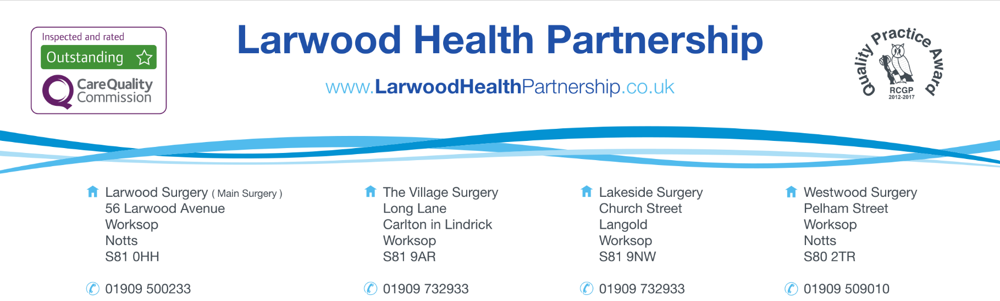 Inspected and rated
Outstanding
CareQuality
Commission
Larwood Health Partnership
www.LarwoodHealthPartnership.co.uk
Quality Practice Award
RCGP
2012-2017
Larwood Surgery ( Main Surgery )
56 Larwood Avenue
Worksop
Notts
S81 0HH
01909 500233
The Village Surgery
Long Lane
Carlton in Lindrick
Worksop
S81 9AR
01909 732933
Lakeside Surgery
Church Street
Langold
Worksop
S81 9NW
01909 732933
Westwood Surgery
Pelham Street
Worksop
Notts
S80 2TR
01909 509010